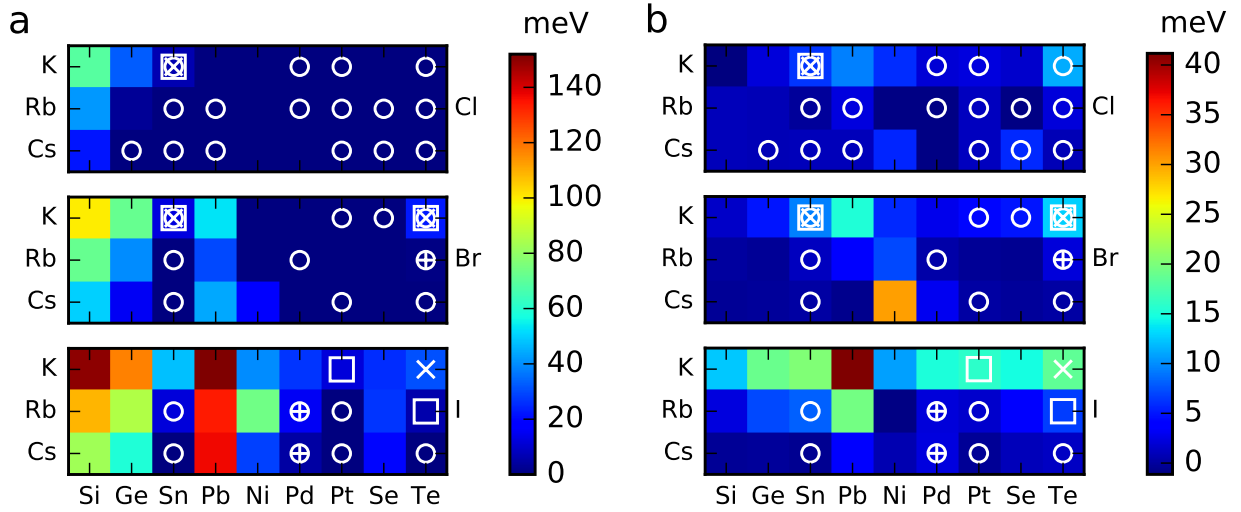 a
meV
K
Rb
Cs
Cl
K
Rb
Cs
Br
K
Rb
Cs
I
Si Ge Sn Pb Ni Pd Pt Se Te
140
120
100
80
60
40
20
0
b
meV
K
Rb
Cs
Cl
K
Rb
Cs
Br
K
Rb
Cs
I
Si Ge Sn Pb Ni Pd Pt Se Te
40
35
30
25
20
15
10
5
0